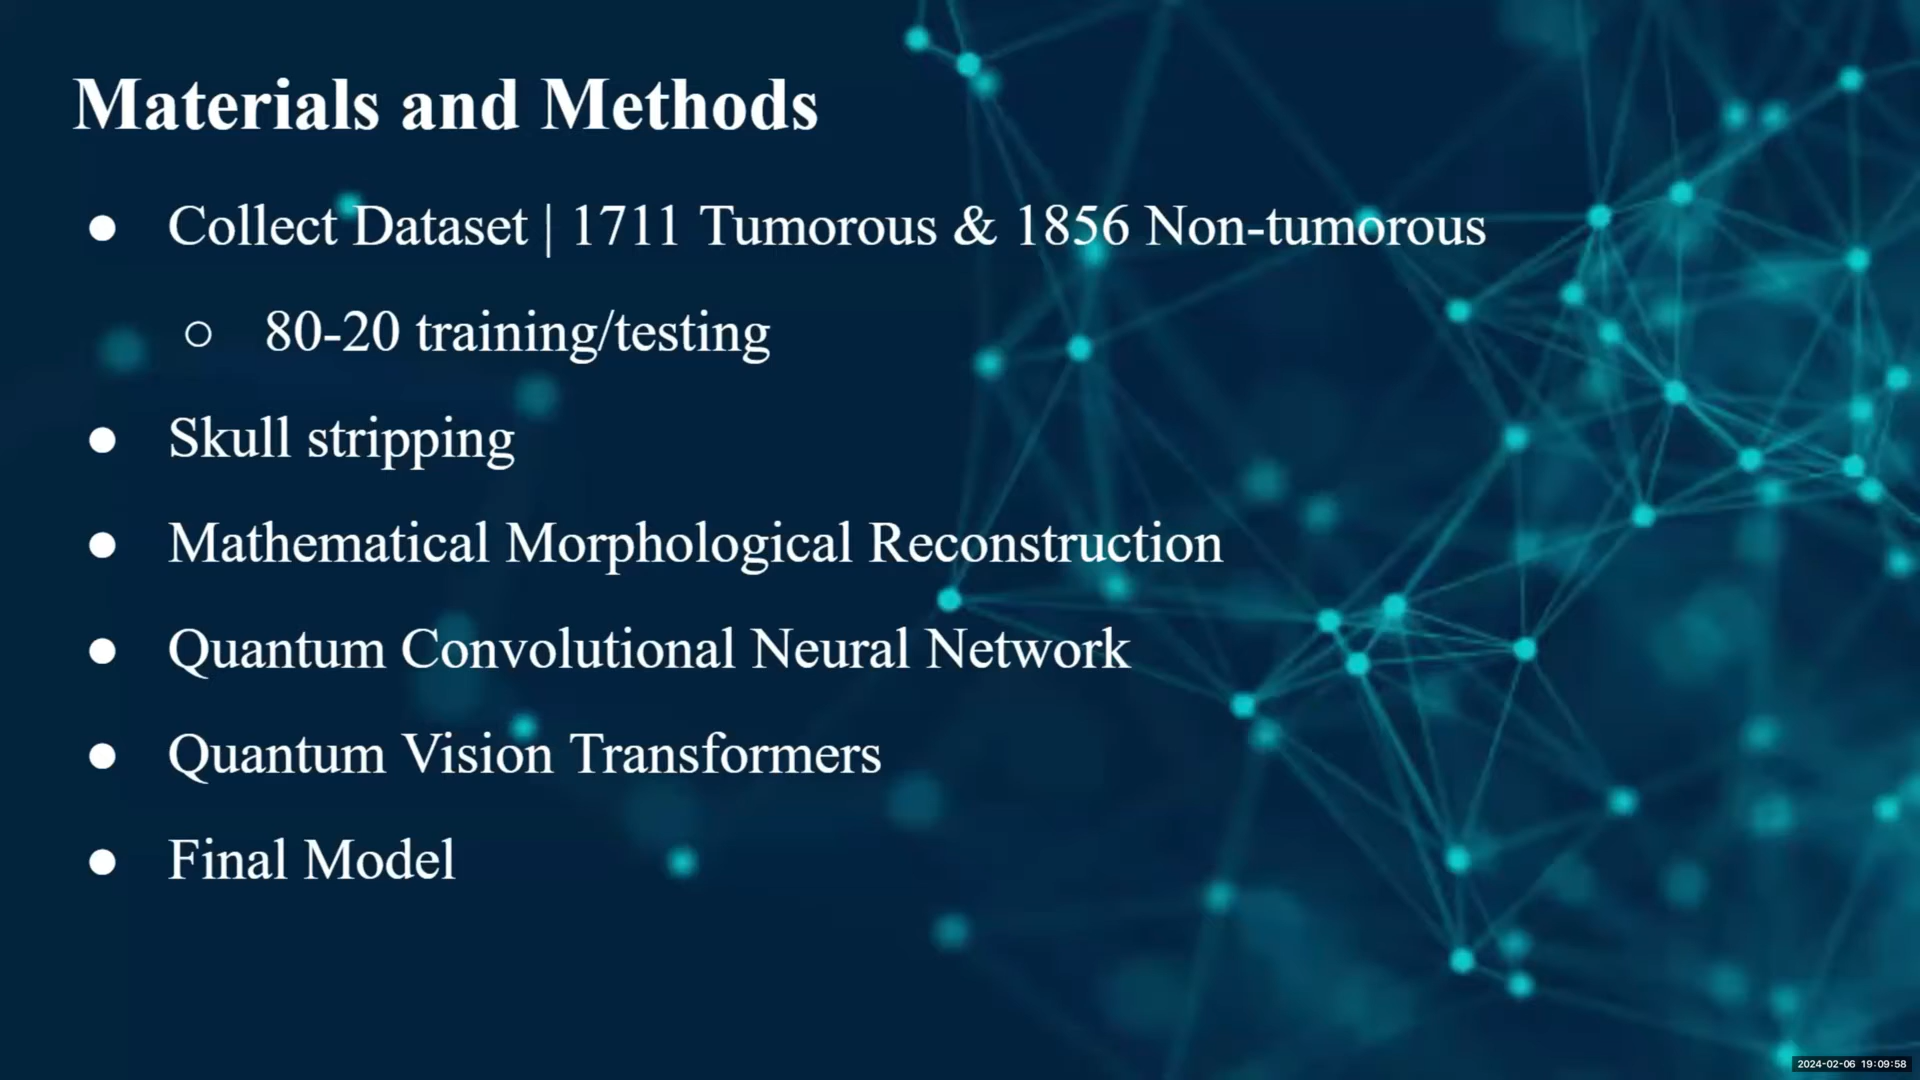 Materials and Methods
● Collect Dataset | 1711 Tumorous & 1856 Non-tumorous
○ 80-20 training/testing
● Skull stripping
● Mathematical Morphological Reconstruction
● Quantum Convolutional Neural Network
● Quantum Vision Transformers
● Final Model
2024-02-06 19:09:58